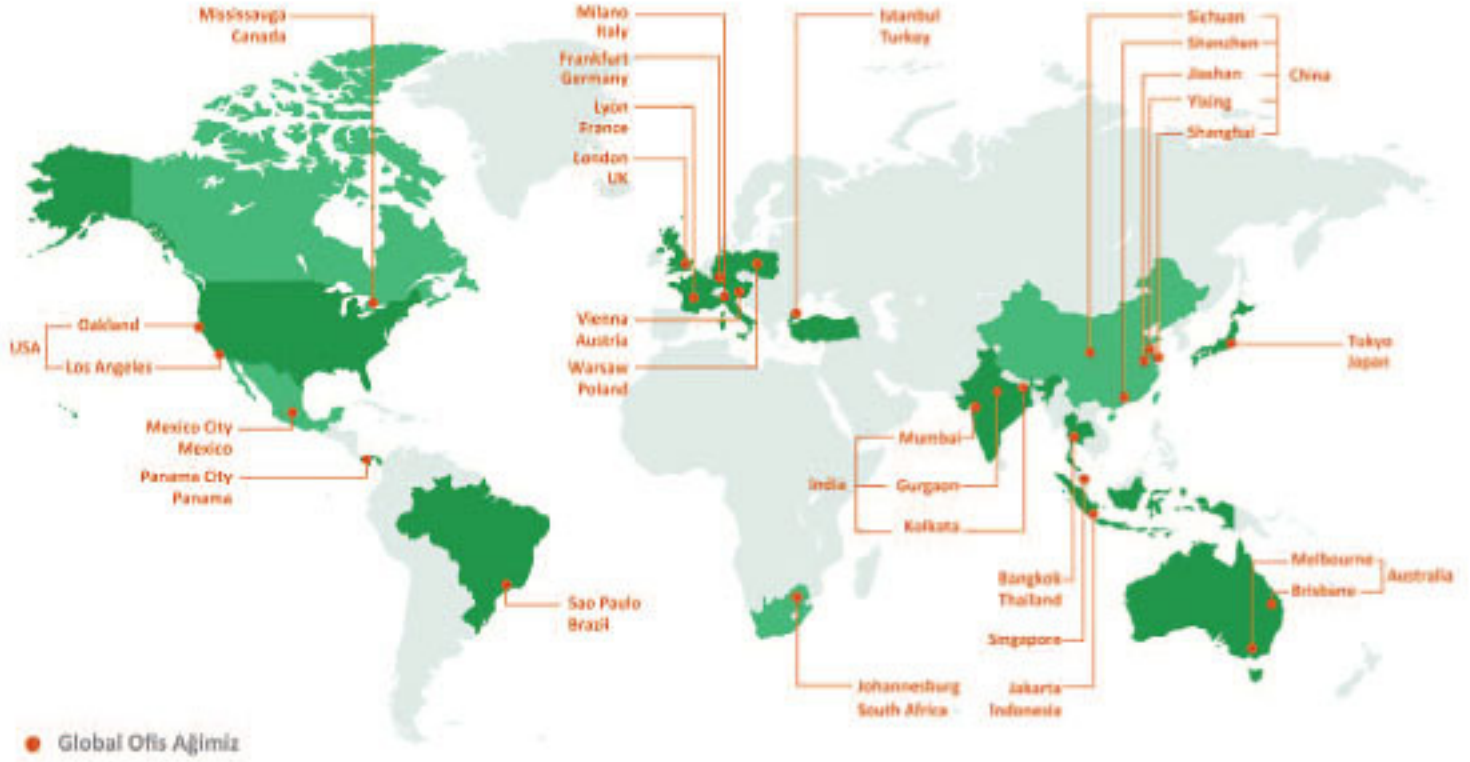 Mississauga
Canada
Milano
Italy
Frankfurt
Germany
Lyon
France
London
UK
Istanbul
Turkey
Sichuan
Shenzhen
Jiashan
Yixing
Shanghai
China
USA
Oakland
Los Angeles
Mexico City
Mexico
Panama City
Panama
Vienna
Austria
Warsaw
Poland
Tokyo
Japan
India
Mumbai
Gurgaon
Kolkata
Bangkok
Thailand
Singapore
Jakarta
Indonesia
Melbourne
Brisbane
Australia
Sao Paulo
Brazil
Johannesburg
South Africa
Global Ofis Ağimiz